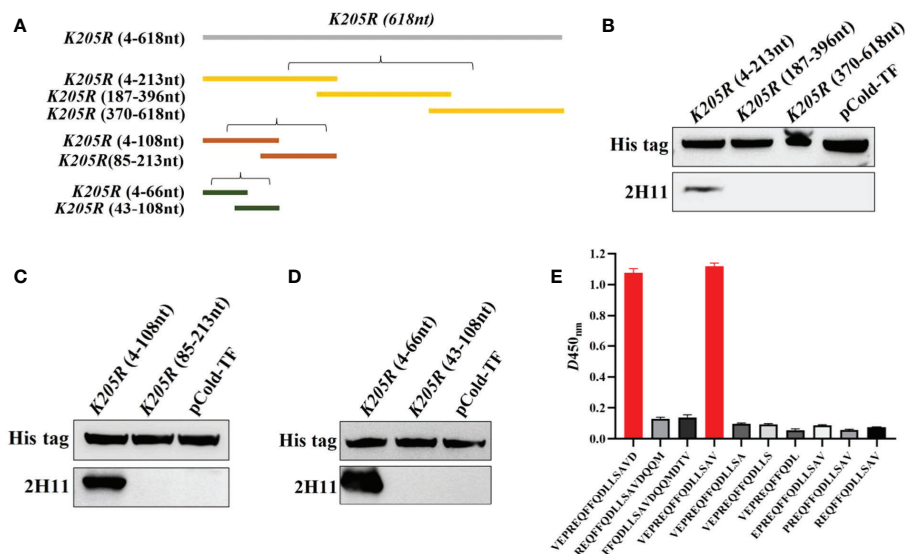 A
K205R (618nt)
K205R (4-618nt)
K205R (4-213nt)
K205R (187-396nt)
K205R (370-618nt)
K205R (4-108nt)
K205R(85-213nt)
K205R (4-66nt)
K205R (43-108nt)
B
K205R (4-213nt)
K205R (187-396nt)
K205R (370-618nt)
pCold-TF
His tag
2H11
C
K205R (4-108nt)
K205R (85-213nt)
pCold-TF
His tag
2H11
D
K205R (4-66nt)
K205R (43-108nt)
pCold-TF
His tag
2H11
E
D450nm
1.2
1.0
0.8
0.6
0.4
0.2
0.0
VEPREQFFQDLLSAVD
REQFFQDLLSAVDQQM
FFQDLLSAVDQQMDTV
VEPREQFFQDLLSAV
VEPREQFFQDLLSA
VEPREQFFQDLLS
VEPREQFFQDL
EPREQFFQDLLSAV
PREQFFQDLLSAV
REQFFQDLLSAV